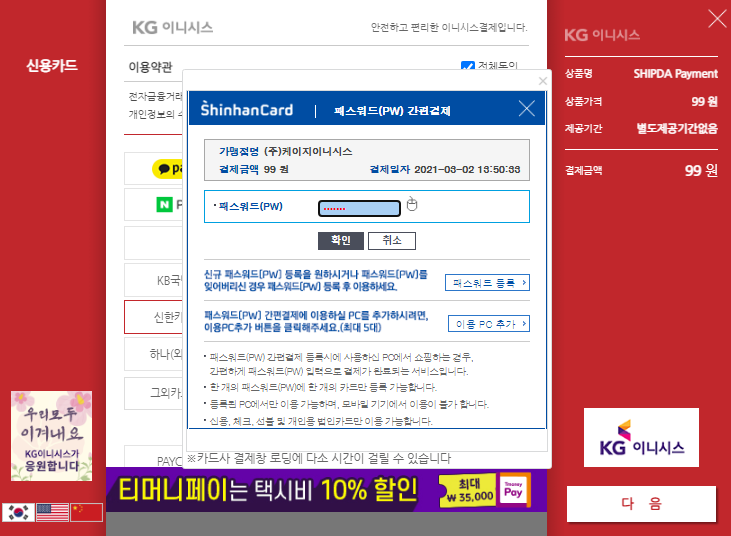 신용카드
KG 이니시스
안전하고 편리한 이니시스결제입니다.
이용약관
전체동의
전자금융거래
개인정보의 수
pa
KB국
신한카
하나(외
그외카
PAYC
ShinhanCard
패스워드(PW) 간편결제
가맹점명 (주)케이지이니시스
결제금액 99 원
결제일자 2021-03-02 13:50:33
· 패스워드(PW)
•••••••
확인
취소
신규 패스워드(PW) 등록을 원하시거나 패스워드(PW)를
잊어버리신 경우 패스워드(PW) 등록 후 이용하세요.
패스워드 등록 >
패스워드(PW) 간편결제에 이용하실 PC를 추가하시려면,
이용PC추가 버튼을 클릭해주세요.(최대 5대)
이용 PC 추가 >
· 패스워드(PW) 간편결제 등록시에 사용하신 PC에서 쇼핑하는 경우,
간편하게 패스워드(PW) 입력으로 결제가 완료되는 서비스입니다.
· 한 개의 패스워드(PW)에 한 개의 카드만 등록 가능합니다.
· 등록된 PC에서만 이용 가능하며, 모바일 기기에서 이용이 불가 합니다.
· 신용, 체크, 선불 및 개인용 법인카드만 이용 가능합니다.
※카드사 결제창 로딩에 다소 시간이 걸릴 수 있습니다
티머니페이는 택시비 10% 할인
최대
₩35,000
Tmoney
Pay
우리모두
이겨내요
KG이니시스가
응원합니다
KG 이니시스
상품명
SHIPDA Payment
상품가격
99 원
제공기간
별도제공기간없음
결제금액
99 원
KG 이니시스
다 음